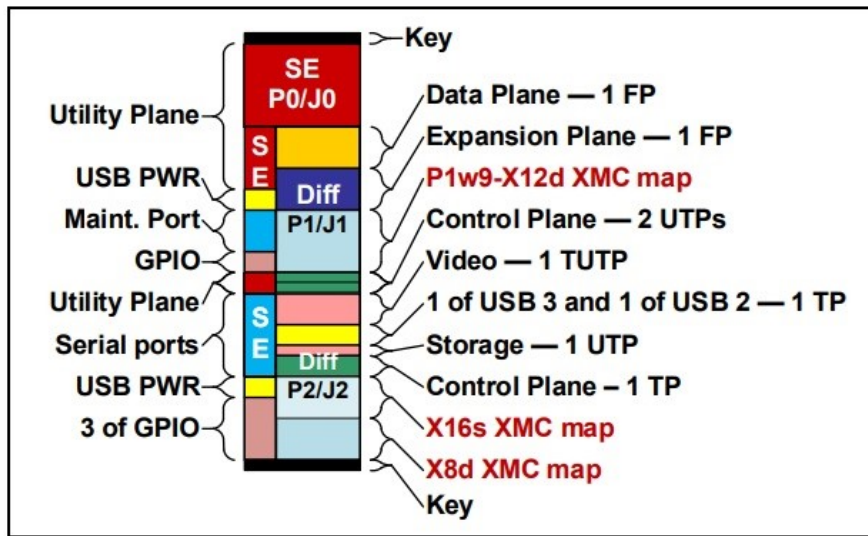 Key
SE
P0/J0
Utility Plane
Data Plane — 1 FP
Expansion Plane — 1 FP
S
E
USB PWR
Diff
P1w9-X12d XMC map
Maint. Port
P1/J1
Control Plane — 2 UTPs
GPIO
Video — 1 TUTP
Utility Plane
1 of USB 3 and 1 of USB 2 — 1 TP
S
E
Serial ports
Storage — 1 UTP
Diff
USB PWR
P2/J2
Control Plane – 1 TP
3 of GPIO
X16s XMC map
X8d XMC map
Key